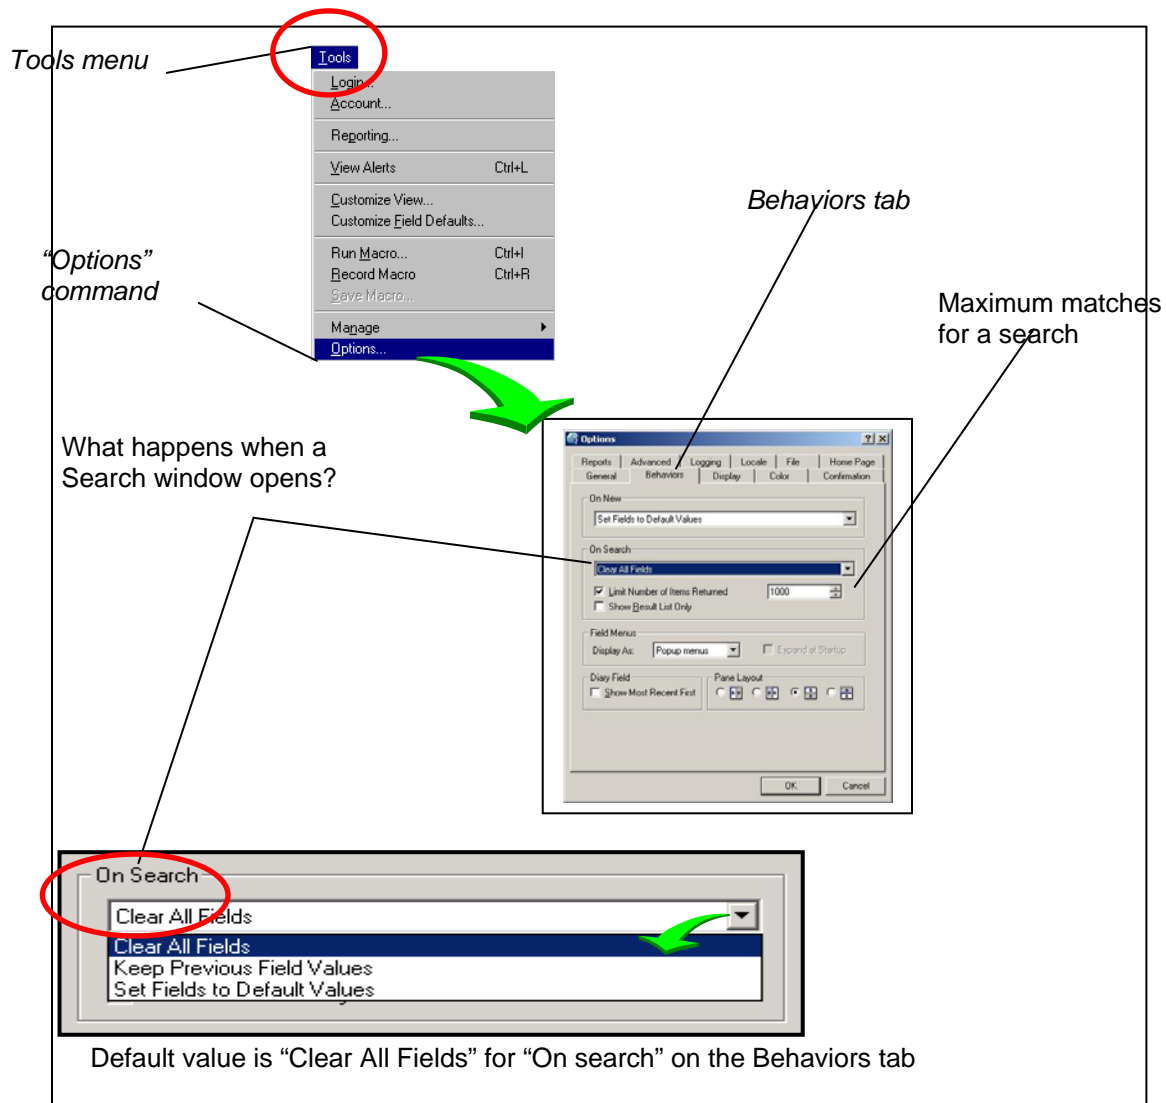 Tools menu
Tools
Login...
Account...
Reporting...
View Alerts Ctrl+L
Customize View...
Customize Field Defaults...
Run Macro... Ctrl+I
Record Macro Ctrl+R
Save Macro...
Manage
Options...
“Options”
command
Behaviors tab
Maximum matches
for a search
What happens when a
Search window opens?
Options
Reports Advanced Logging Locale File Home Page
General Behaviors Display Color Confirmation
On New
Set Fields to Default Values
On Search
Clear All Fields
Limit Number of Items Returned 1000
Show Result List Only
Field Menus
Display As: Popup menus Expand at Startup
Diary Field
Show Most Recent First
Pane Layout
OK Cancel
On Search
Clear All Fields
Clear All Fields
Keep Previous Field Values
Set Fields to Default Values
Default value is “Clear All Fields” for “On search” on the Behaviors tab